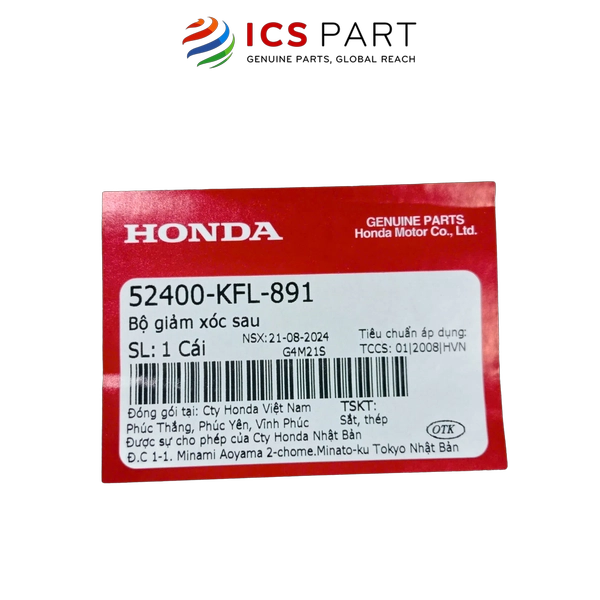 ICS PART
GENUINE PARTS, GLOBAL REACH
HONDA
GENUINE PARTS
Honda Motor Co., Ltd.
52400-KFL-891
Bộ giảm xóc sau
SL: 1 Cái
NSX:21-08-2024
G4M21S
Tiêu chuẩn áp dụng:
TCCS: 01|2008|HVN
Đóng gói tại: Cty Honda Việt Nam
Phúc Thắng, Phúc Yên, Vĩnh Phúc
TSKT:
Sắt, thép
Được sự cho phép của Cty Honda Nhật Bản
Đ.C 1-1. Minami Aoyama 2-chome.Minato-ku Tokyo Nhật Bản
OTK